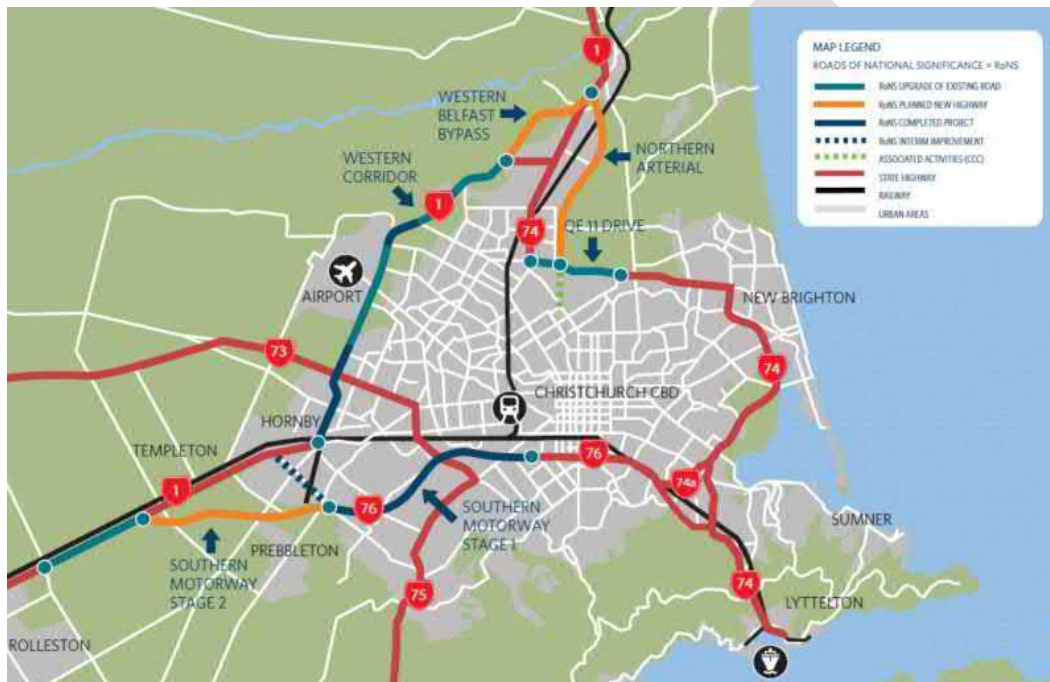 MAP LEGEND
ROADS OF NATIONAL SIGNIFICANCE = RoNS
RoNS UPGRADE OF EXISTING ROAD
RoNS PLANNED NEW HIGHWAY
RoNS COMPLETED PROJECT
RoNS INTERIM IMPROVEMENT
ASSOCIATED ACTIVITIES (CCC)
STATE HIGHWAY
RAILWAY
URBAN AREAS
1
WESTERN
BELFAST
BYPASS
NORTHERN
ARTERIAL
WESTERN
CORRIDOR
1
74
QE 11 DRIVE
AIRPORT
NEW BRIGHTON
73
74
CHRISTCHURCH CBD
HORNBY
TEMPLETON
76
1
74a
76
SOUTHERN
MOTORWAY
STAGE 1
SUMNER
PREBBLETON
SOUTHERN
MOTORWAY
STAGE 2
75
74
LYTTELTON
ROLLESTON